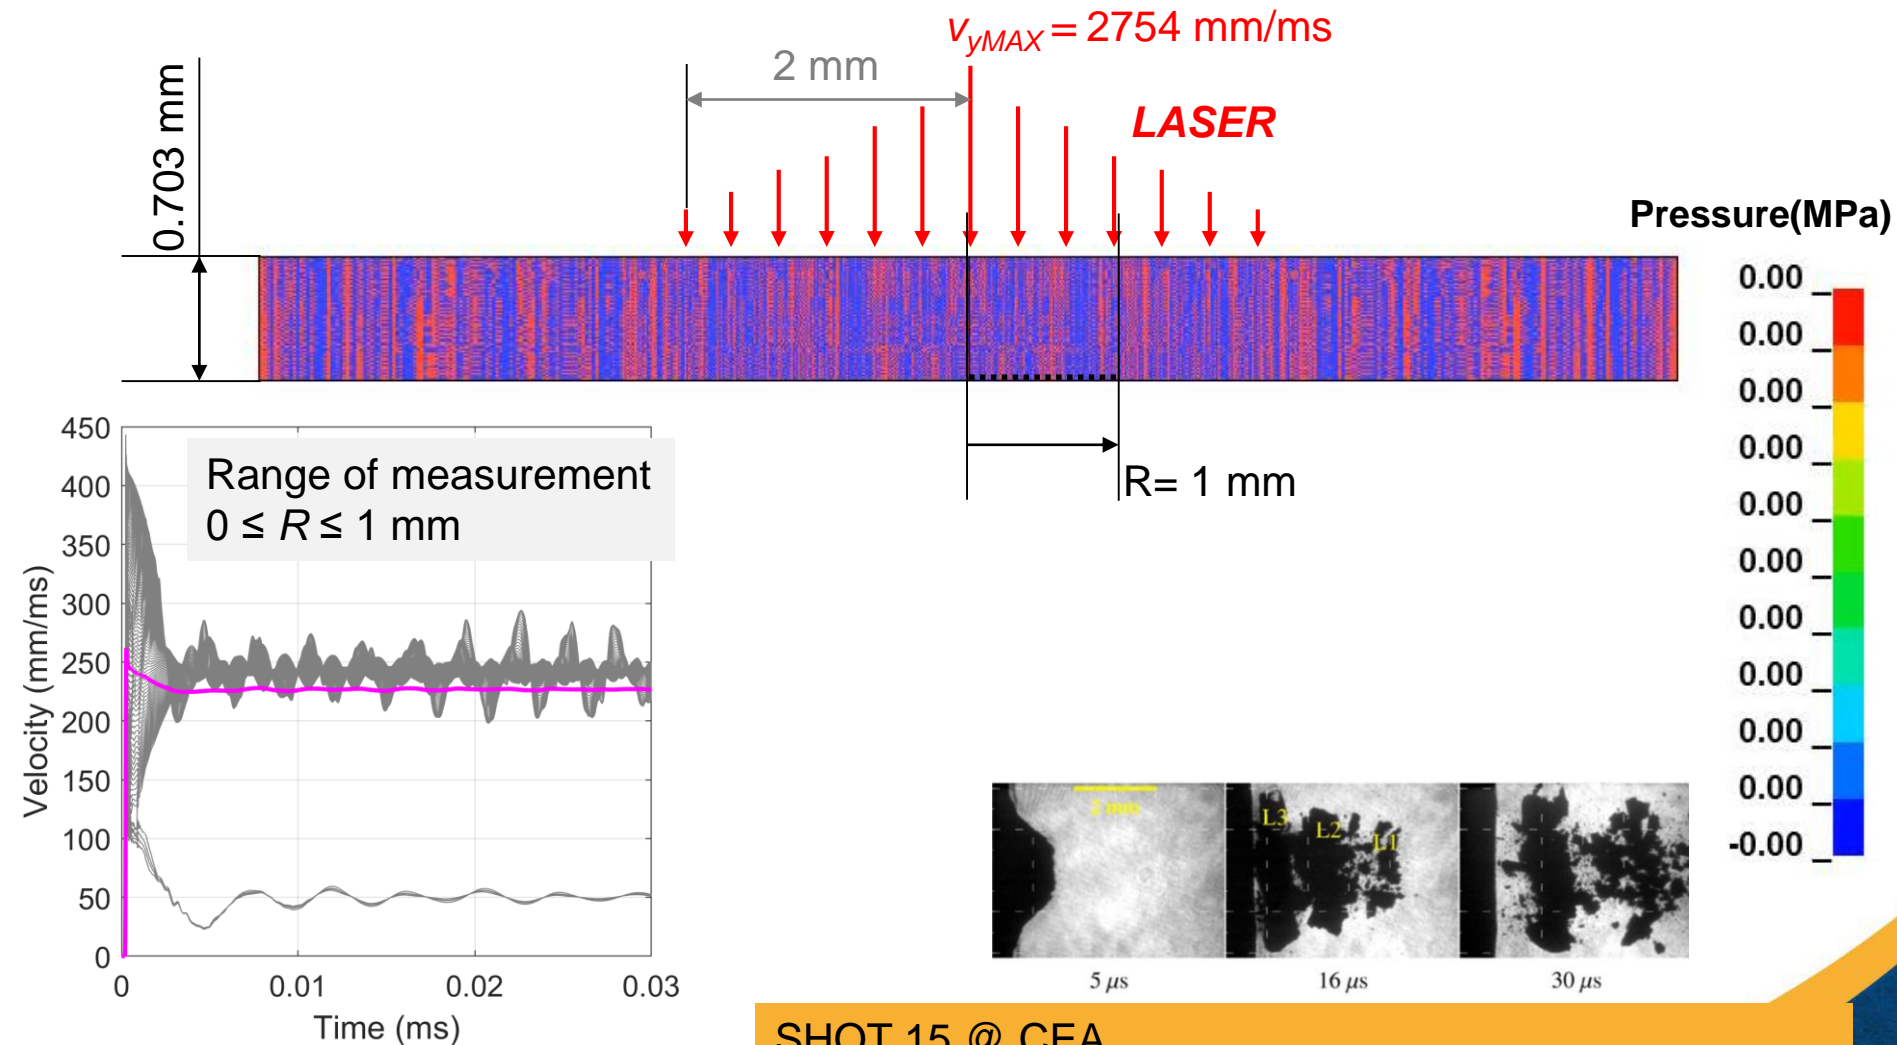 v_yMAX = 2754 mm/ms
2 mm
LASER
0.703 mm
Pressure(MPa)
0.00
0.00
0.00
0.00
0.00
0.00
0.00
0.00
0.00
0.00
-0.00
R= 1 mm
Range of measurement
0 ≤ R ≤ 1 mm
450
400
350
300
250
200
150
100
50
0
Velocity (mm/ms)
0
0.01
0.02
0.03
Time (ms)
2 mm
L3
L2
L1
5 μs
16 μs
30 μs
SHOT 15 @ CEA